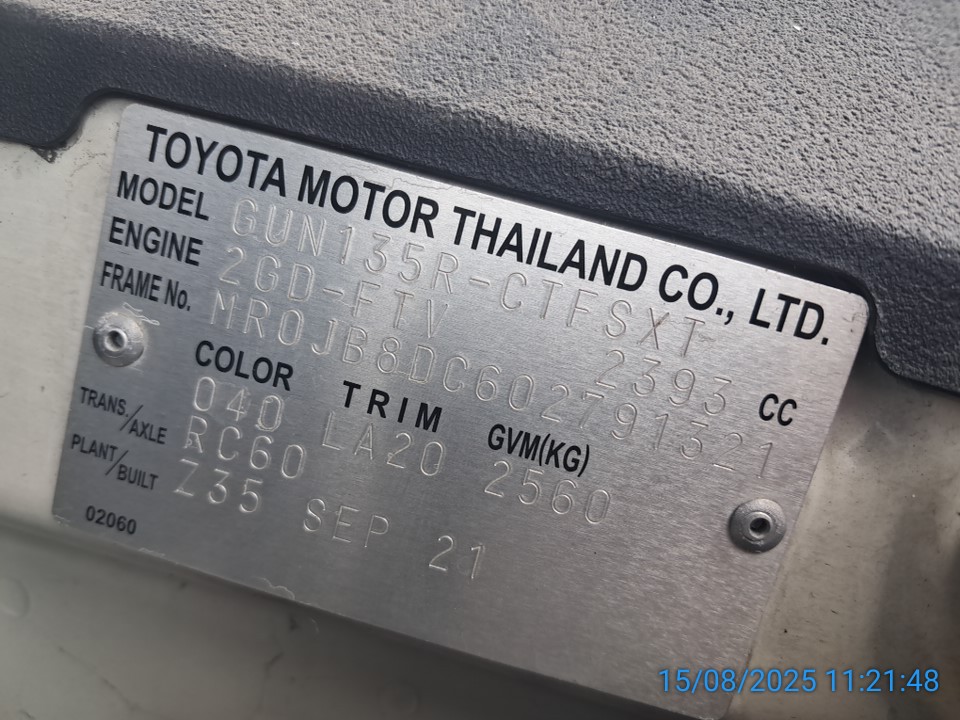 TOYOTA MOTOR THAILAND CO., LTD.
MODEL GUN135R-CTFSXT
ENGINE 2GD-FTV 2393 CC
FRAME No. MR0JB8DC602791321
COLOR TRIM GVM(KG)
040 LA20 2560
TRANS./AXLE RC60
PLANT/BUILT Z35 SEP 21
02060
15/08/2025 11:21:48